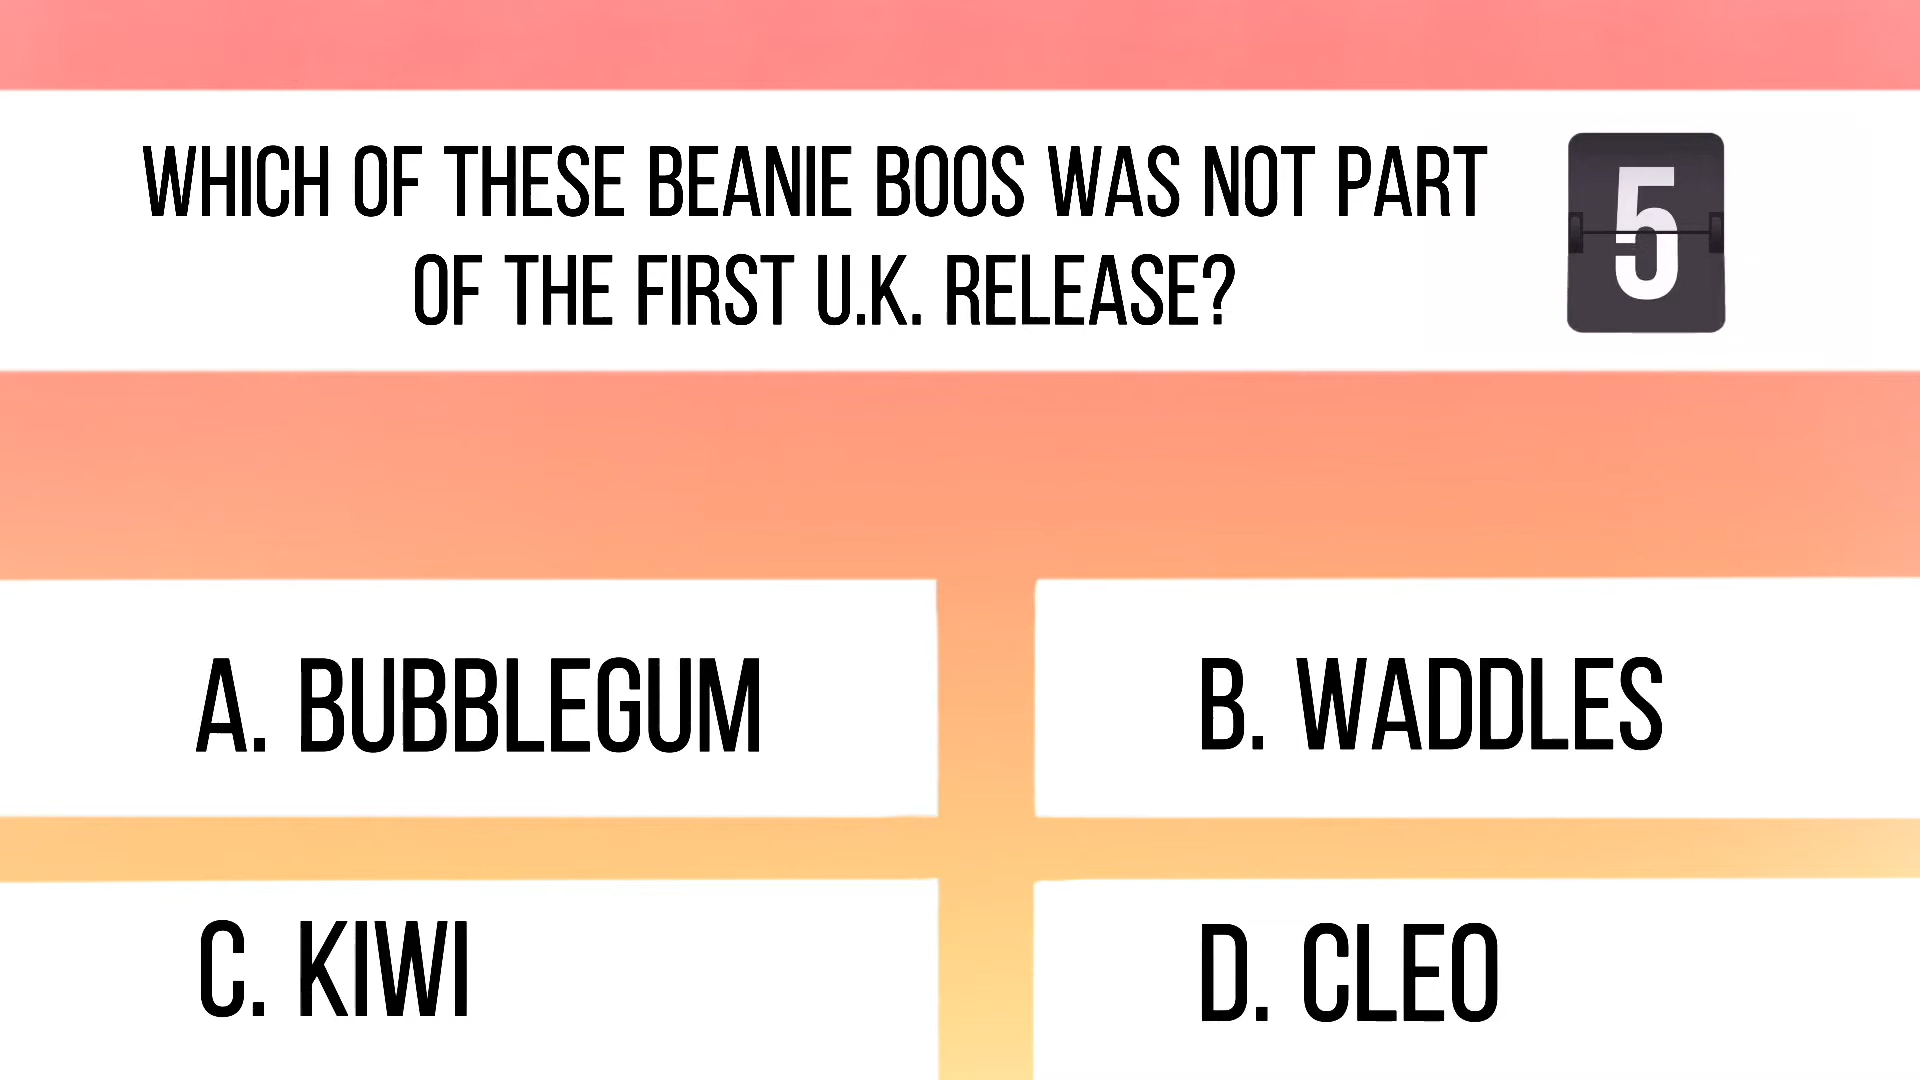 WHICH OF THESE BEANIE BOOS WAS NOT PART
OF THE FIRST U.K. RELEASE?
5
A. BUBBLEGUM
B. WADDLES
C. KIWI
D. CLEO